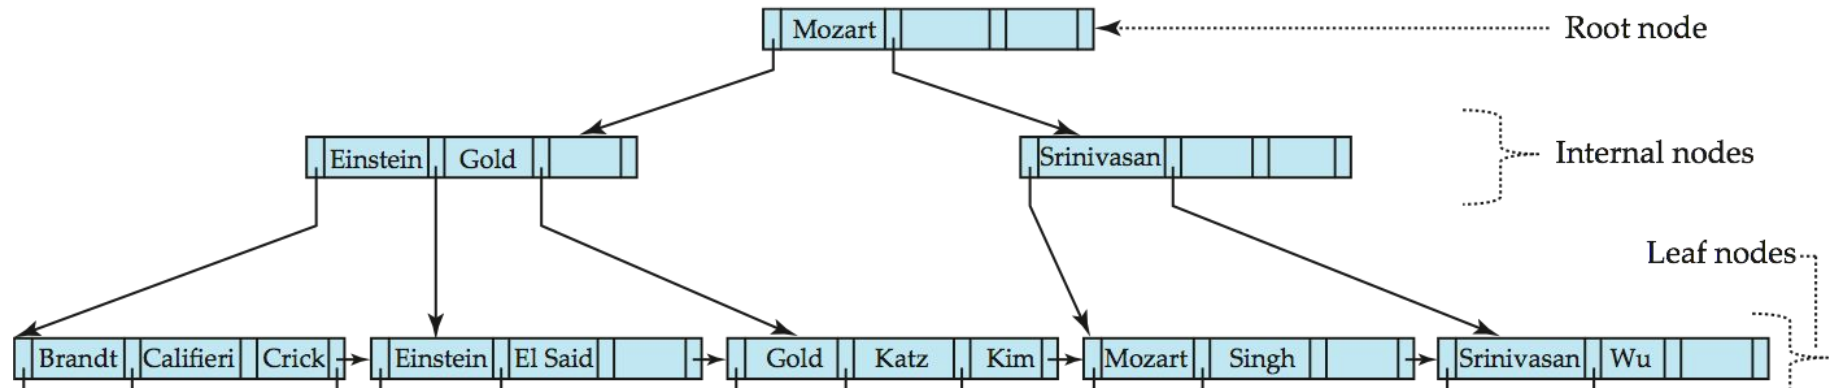 Mozart
Root node
Einstein Gold
Srinivasan
Internal nodes
Leaf nodes
Brandt Califieri Crick Einstein El Said Gold Katz Kim Mozart Singh Srinivasan Wu